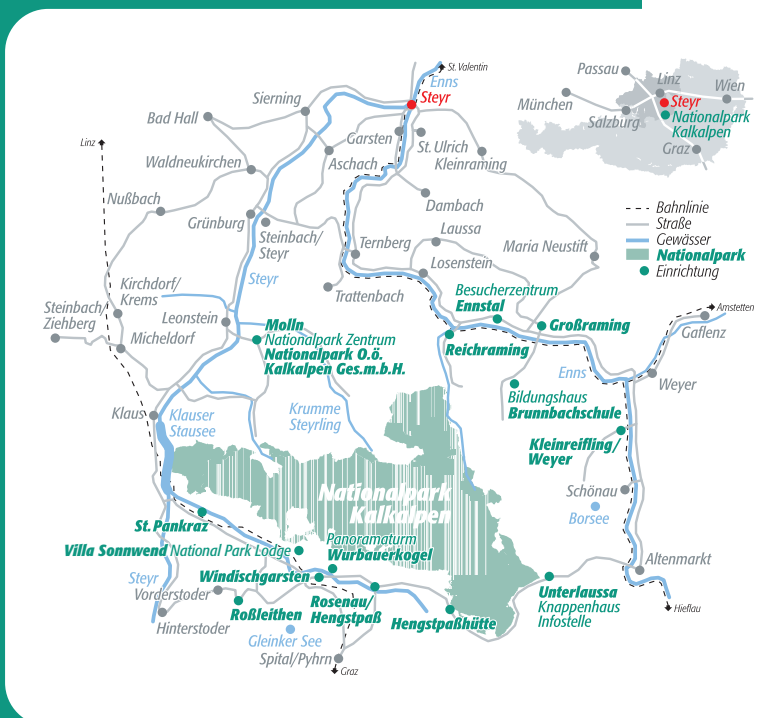 St. Valentin
Enns
Steyr
Sierning
Bad Hall
Linz
Garsten
St. Ulrich
Kleinraming
Aschach
Waldneukirchen
Nußbach
Dambach
Grünburg
Steinbach/
Steyr
Laussa
Ternberg
Maria Neustift
Losenstein
Steyr
Trattenbach
Kirchdorf/
Krems
Steinbach/
Ziehberg
Leonstein
Micheldorf
Besucherzentrum
Ennstal
Großraming
Reichraming
Molln
Nationalpark Zentrum
Nationalpark O.ö.
Kalkalpen Ges.m.b.H.
Amstetten
Gaflenz
Enns
Weyer
Bildungshaus
Brunnbachschule
Klaus
Klauser
Stausee
Krumme
Steyrling
Kleinreifling/
Weyer
Schönau
Borsee
Nationalpark
Kalkalpen
St. Pankraz
Villa Sonnwend National Park Lodge
Panoramaturm
Wurbauerkogel
Altenmarkt
Steyr
Windischgarsten
Vorderstoder
Roßleithen
Rosenau/
Hengstpaß
Hengstpaßhütte
Unterlaussa
Knappenhaus
Infostelle
Hieflau
Hinterstoder
Gleinker See
Spital/Pyhrn
Graz
Passau
Linz
Wien
München
Steyr
Salzburg
Nationalpark
Kalkalpen
Graz
Bahnlinie
Straße
Gewässer
Nationalpark
Einrichtung